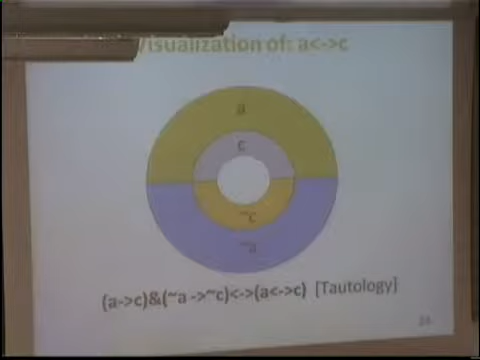 Visualization of: a<->c
a
c
~c
~a
(a->c)&(~a ->~c)<->(a<->c) [Tautology]